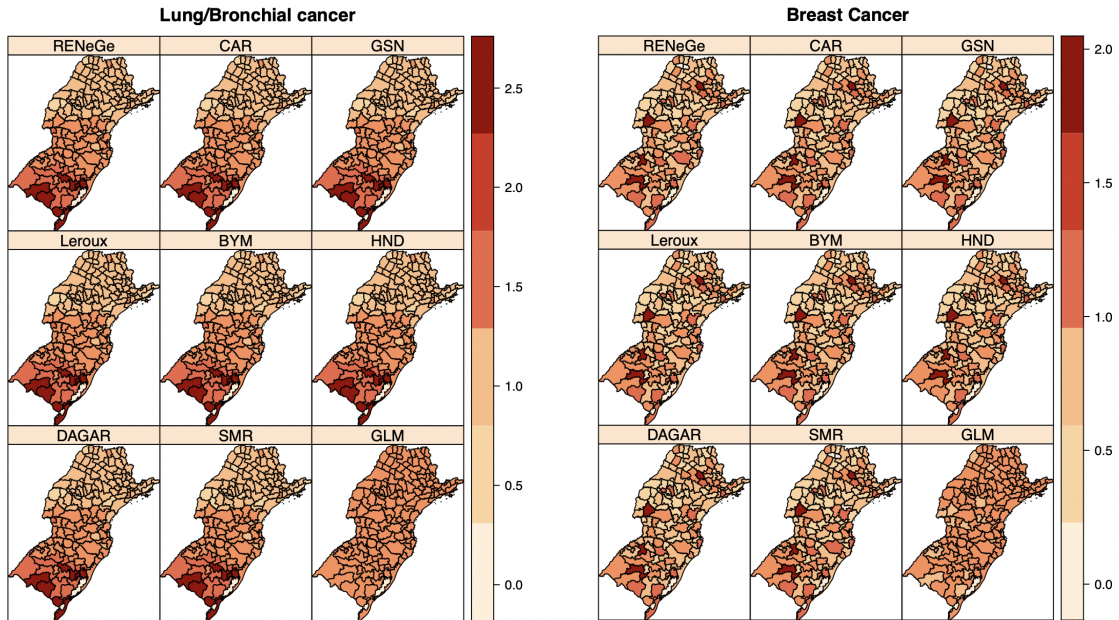 Lung/Bronchial cancer
RENeGe CAR GSN
Leroux BYM HND
DAGAR SMR GLM
2.5
2.0
1.5
1.0
0.5
0.0
Breast Cancer
RENeGe CAR GSN
Leroux BYM HND
DAGAR SMR GLM
2.0
1.5
1.0
0.5
0.0